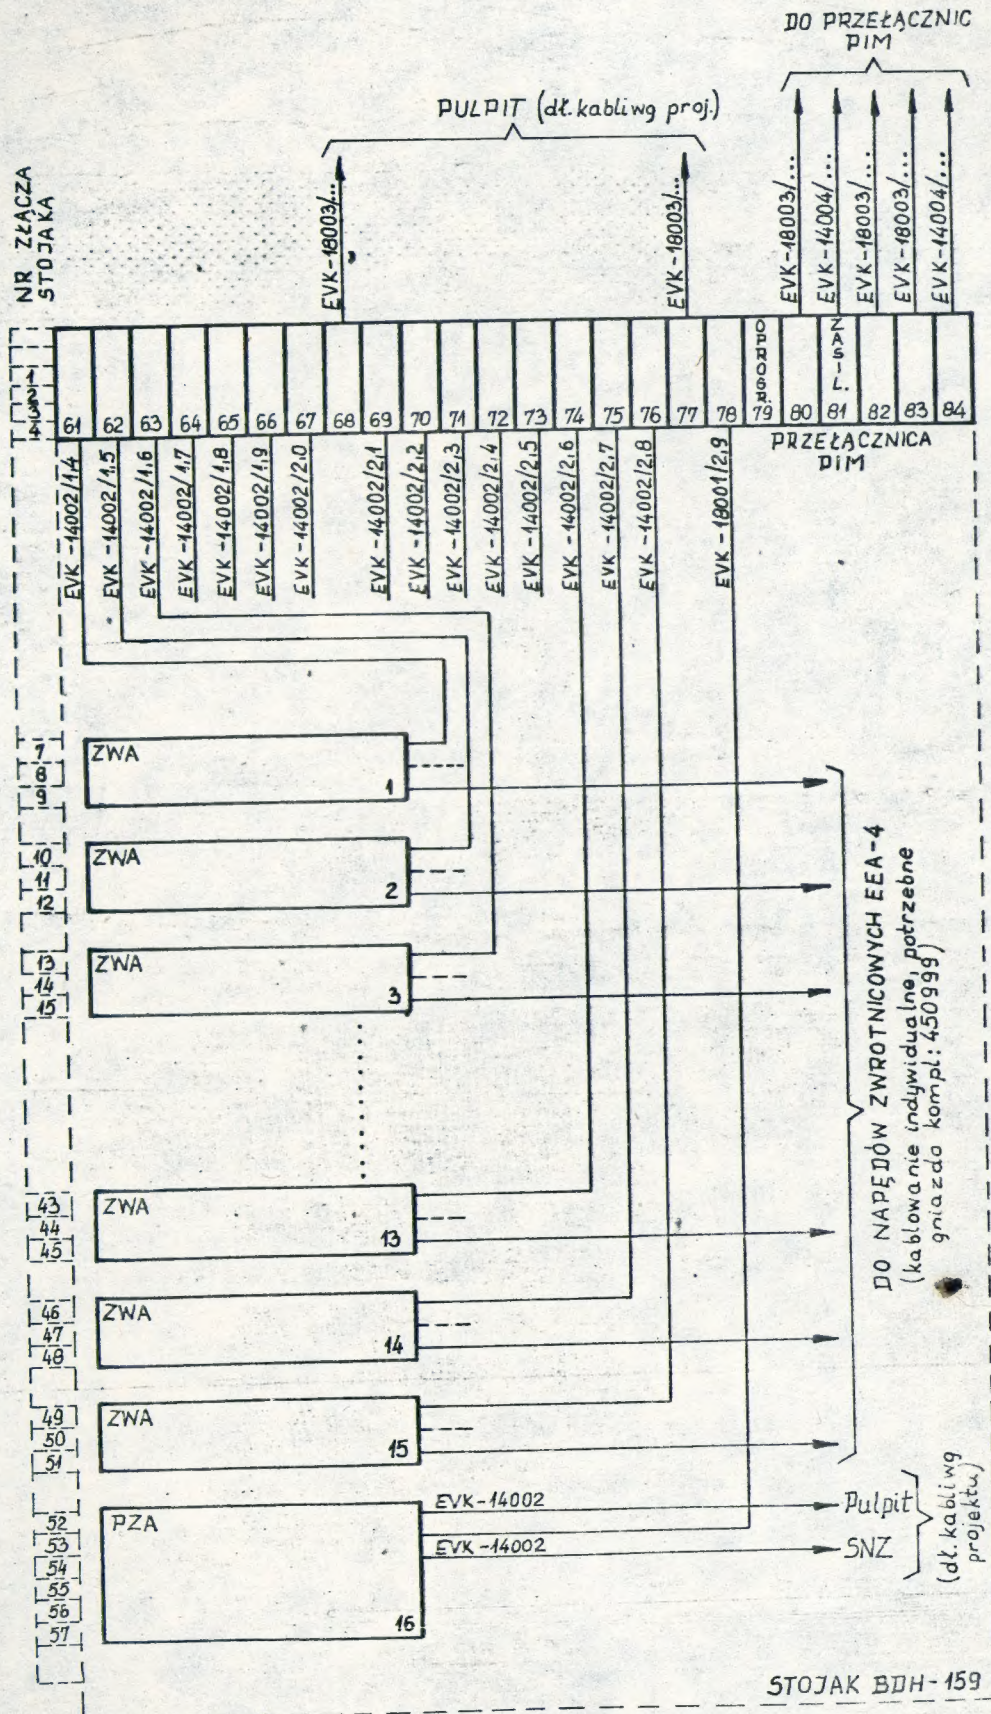 DO PRZEŁĄCZNIC
PIM
PULPIT (dł. kabli wg proj.)
NR ZŁĄCZA
STOJAKA
EVK-18003/...
EVK-18003/...
EVK-18003/...
EVK-14004/...
EVK-18003/...
EVK-18003/...
EVK-14004/...
1
2
3
4
OPROSZ.
ZASIL.
61 62 63 64 65 66 67 68 69 70 71 72 73 74 75 76 77 78 79 80 81 82 83 84
PRZEŁĄCZNICA
PIM
EVK-14002/1,4
EVK-14002/1,5
EVK-14002/1,6
EVK-14002/1,7
EVK-14002/1,8
EVK-14002/1,9
EVK-14002/2,0
EVK-14002/2,1
EVK-14002/2,2
EVK-14002/2,3
EVK-14002/2,4
EVK-14002/2,5
EVK-14002/2,6
EVK-14002/2,7
EVK-14002/2,8
EVK-18001/2,9
7
8
9
ZWA
1
10
11
12
ZWA
2
13
14
15
ZWA
3
43
44
45
ZWA
13
46
47
48
ZWA
14
49
50
51
ZWA
15
DO NAPĘDÓW ZWROTNICOWYCH EEA-4
(kablowanie indywidualne, potrzebne
gniazdo kompl: 450999)
52
53
54
55
56
57
PZA
16
EVK-14002
Pulpit
EVK-14002
SNZ
(dł. kabli wg
projektu)
STOJAK BDH-159